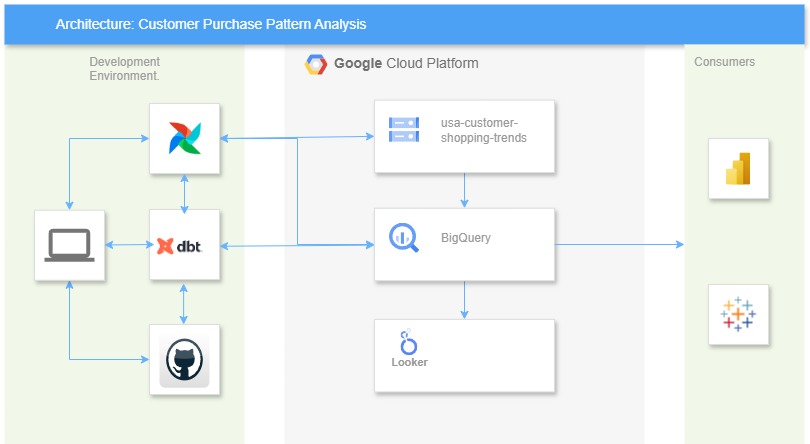 Architecture: Customer Purchase Pattern Analysis
Development
Environment.
Google Cloud Platform
Consumers
usa-customer-
shopping-trends
dbt
BigQuery
Looker